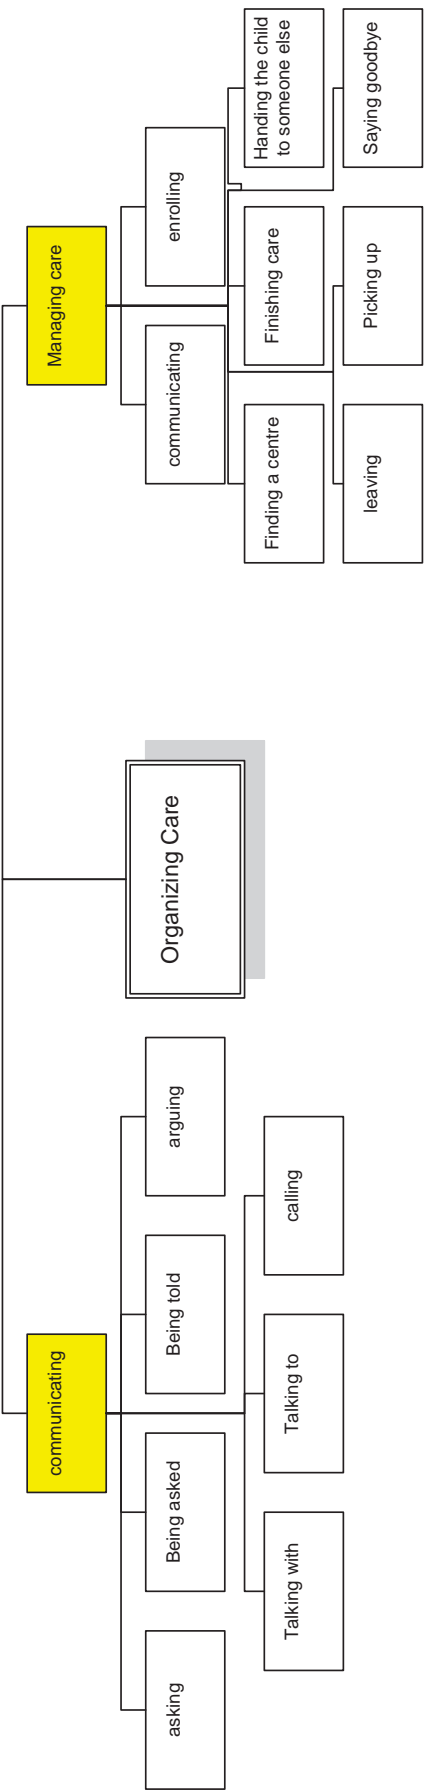 Organizing Care
communicating
asking
Being asked
Being told
arguing
Talking with
Talking to
calling
Managing care
communicating
enrolling
Finding a centre
Finishing care
Handing the child
to someone else
leaving
Picking up
Saying goodbye